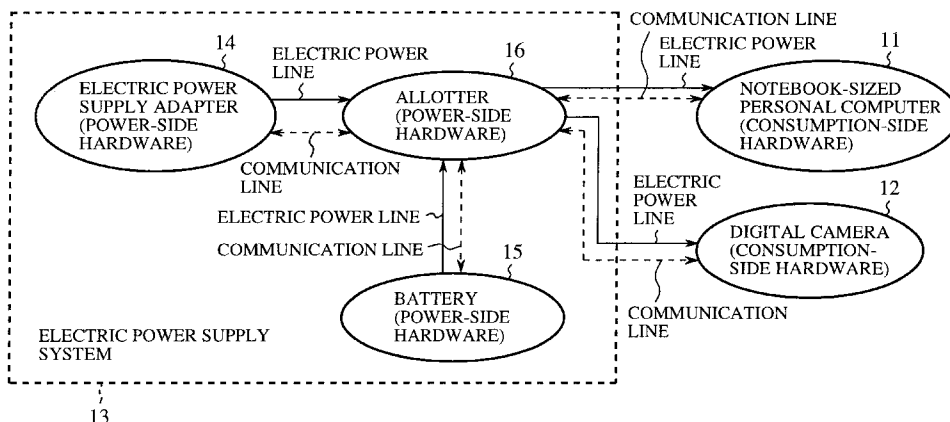 14
ELECTRIC POWER
SUPPLY ADAPTER
(POWER-SIDE
HARDWARE)
ELECTRIC POWER
LINE
COMMUNICATION
LINE
16
ALLOTTER
(POWER-SIDE
HARDWARE)
COMMUNICATION LINE
ELECTRIC POWER
LINE
11
NOTEBOOK-SIZED
PERSONAL COMPUTER
(CONSUMPTION-SIDE
HARDWARE)
ELECTRIC
POWER
LINE
12
DIGITAL CAMERA
(CONSUMPTION-
SIDE HARDWARE)
COMMUNICATION
LINE
ELECTRIC POWER LINE
COMMUNICATION LINE
15
BATTERY
(POWER-SIDE
HARDWARE)
ELECTRIC POWER SUPPLY
SYSTEM
13